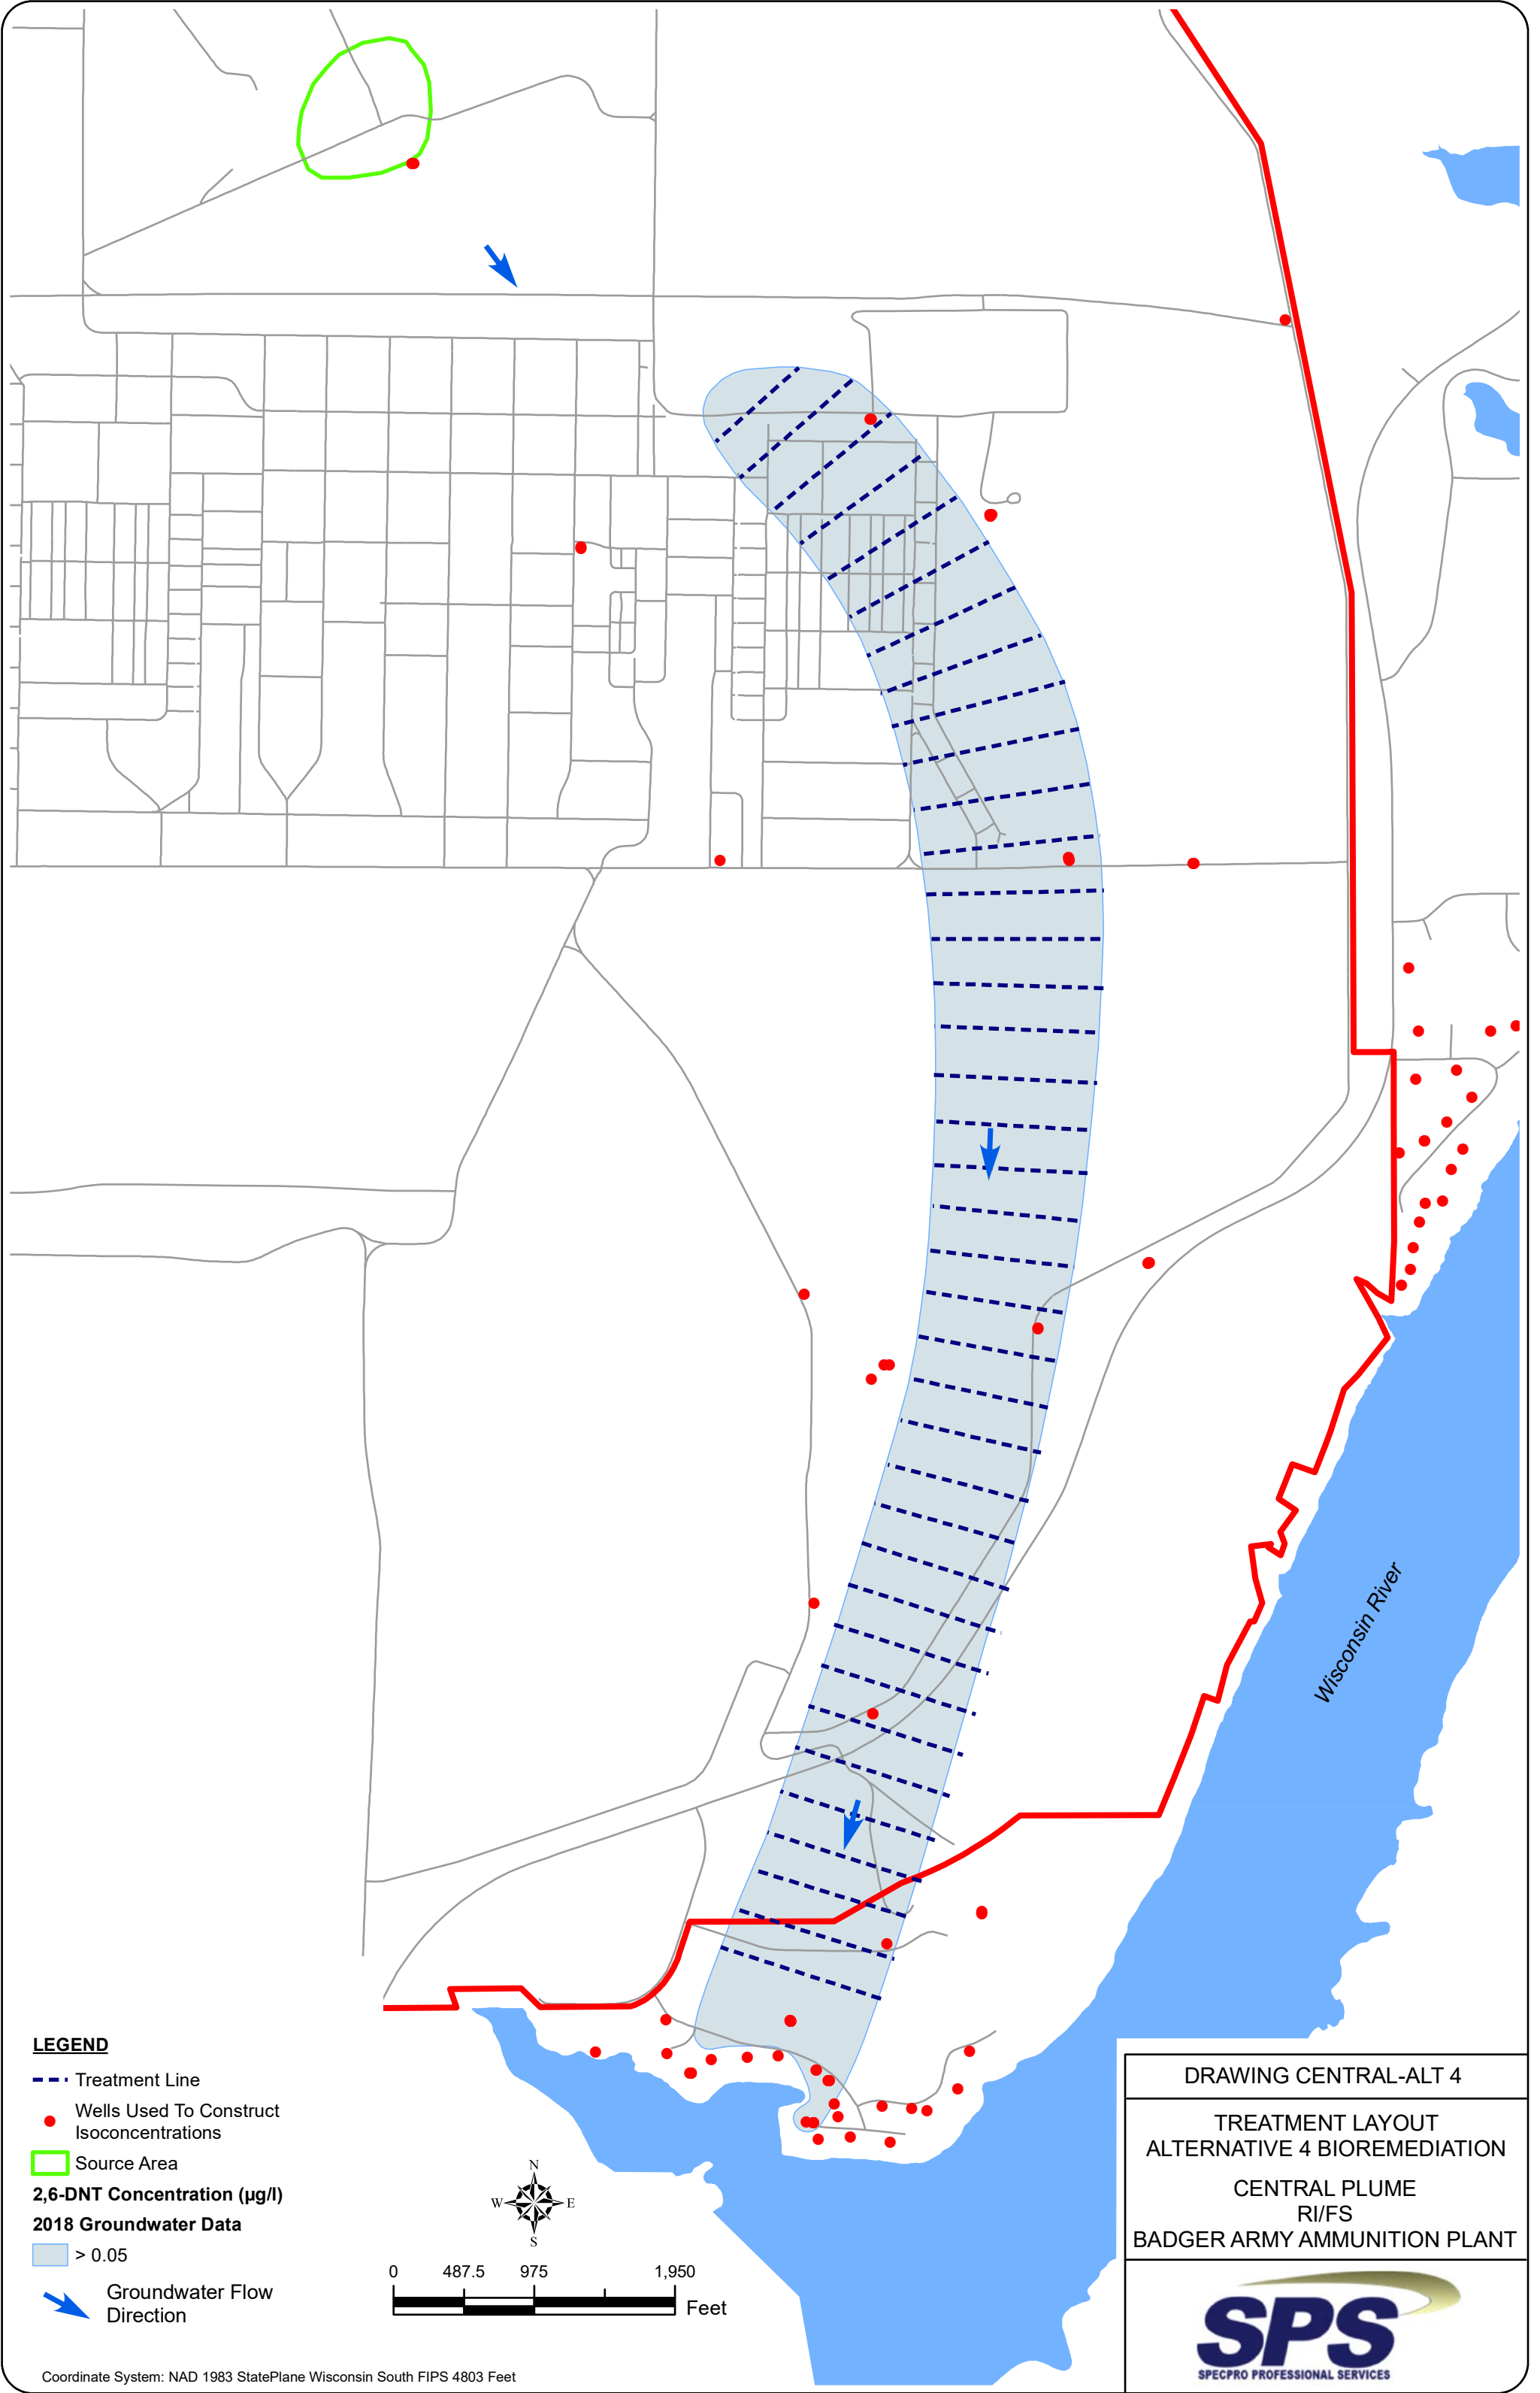 Wisconsin River
LEGEND
Treatment Line
Wells Used To Construct
Isoconcentrations
Source Area
2,6-DNT Concentration (µg/l)
2018 Groundwater Data
> 0.05
Groundwater Flow
Direction
N
W E
S
0 487.5 975 1,950
Feet
Coordinate System: NAD 1983 StatePlane Wisconsin South FIPS 4803 Feet
DRAWING CENTRAL-ALT 4
TREATMENT LAYOUT
ALTERNATIVE 4 BIOREMEDIATION
CENTRAL PLUME
RI/FS
BADGER ARMY AMMUNITION PLANT
SPS
SPECPRO PROFESSIONAL SERVICES